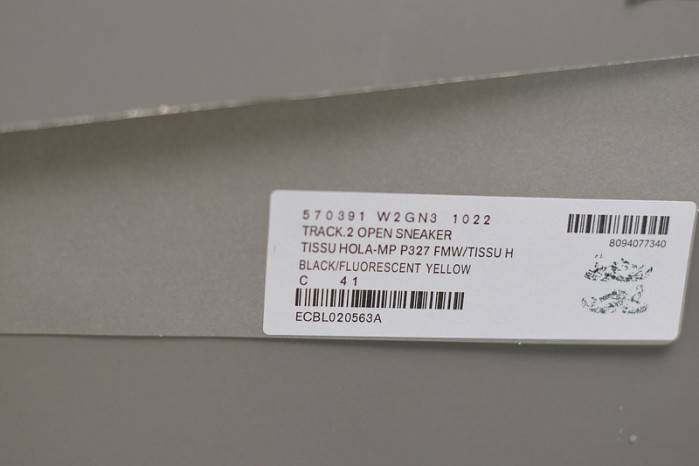 570391 W2GN3 1022
TRACK.2 OPEN SNEAKER
TISSU HOLA-MP P327 FMW/TISSU H
BLACK/FLUORESCENT YELLOW
C 41
ECBL020563A
8094077340